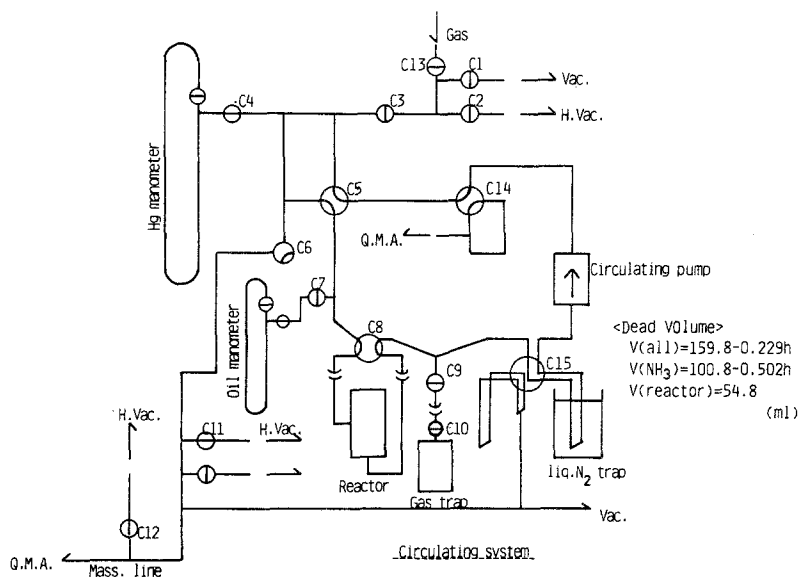 Gas
C13
C1
Vac.
C4
C3
C2
H.Vac.
Hg manometer
C5
C14
Q.M.A.
C6
Circulating pump
C7
Oil manometer
C8
<Dead VOlume>
C9
C15
V(all)=159.8-0.229h
V(NH3)=100.8-0.502h
V(reactor)=54.8
(ml)
H.Vac.
C11
H.Vac.
C10
Reactor
Gas trap
liq.N2 trap
Vac.
C12
Q.M.A.
Mass. line
Circulating system